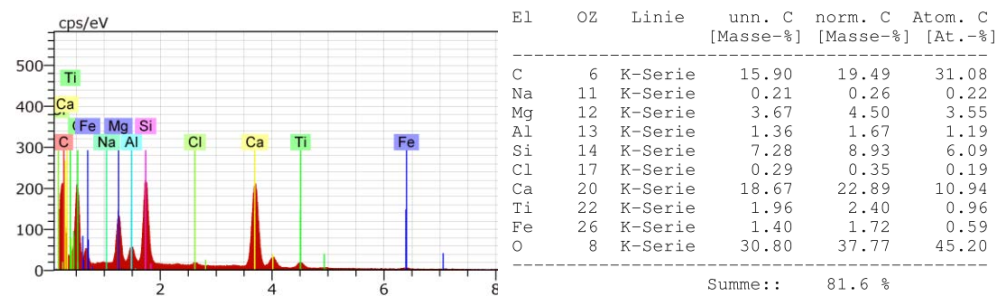 cps/eV
500
400
300
200
100
0
Ti
Ca
Fe Mg Si
C Na Al Cl Ca Ti Fe
2 4 6 8
El OZ Linie unn. C norm. C Atom. C
[Masse-%] [Masse-%] [At.-%]
C 6 K-Serie 15.90 19.49 31.08
Na 11 K-Serie 0.21 0.26 0.22
Mg 12 K-Serie 3.67 4.50 3.55
Al 13 K-Serie 1.36 1.67 1.19
Si 14 K-Serie 7.28 8.93 6.09
Cl 17 K-Serie 0.29 0.35 0.19
Ca 20 K-Serie 18.67 22.89 10.94
Ti 22 K-Serie 1.96 2.40 0.96
Fe 26 K-Serie 1.40 1.72 0.59
O 8 K-Serie 30.80 37.77 45.20
Summe:: 81.6 %